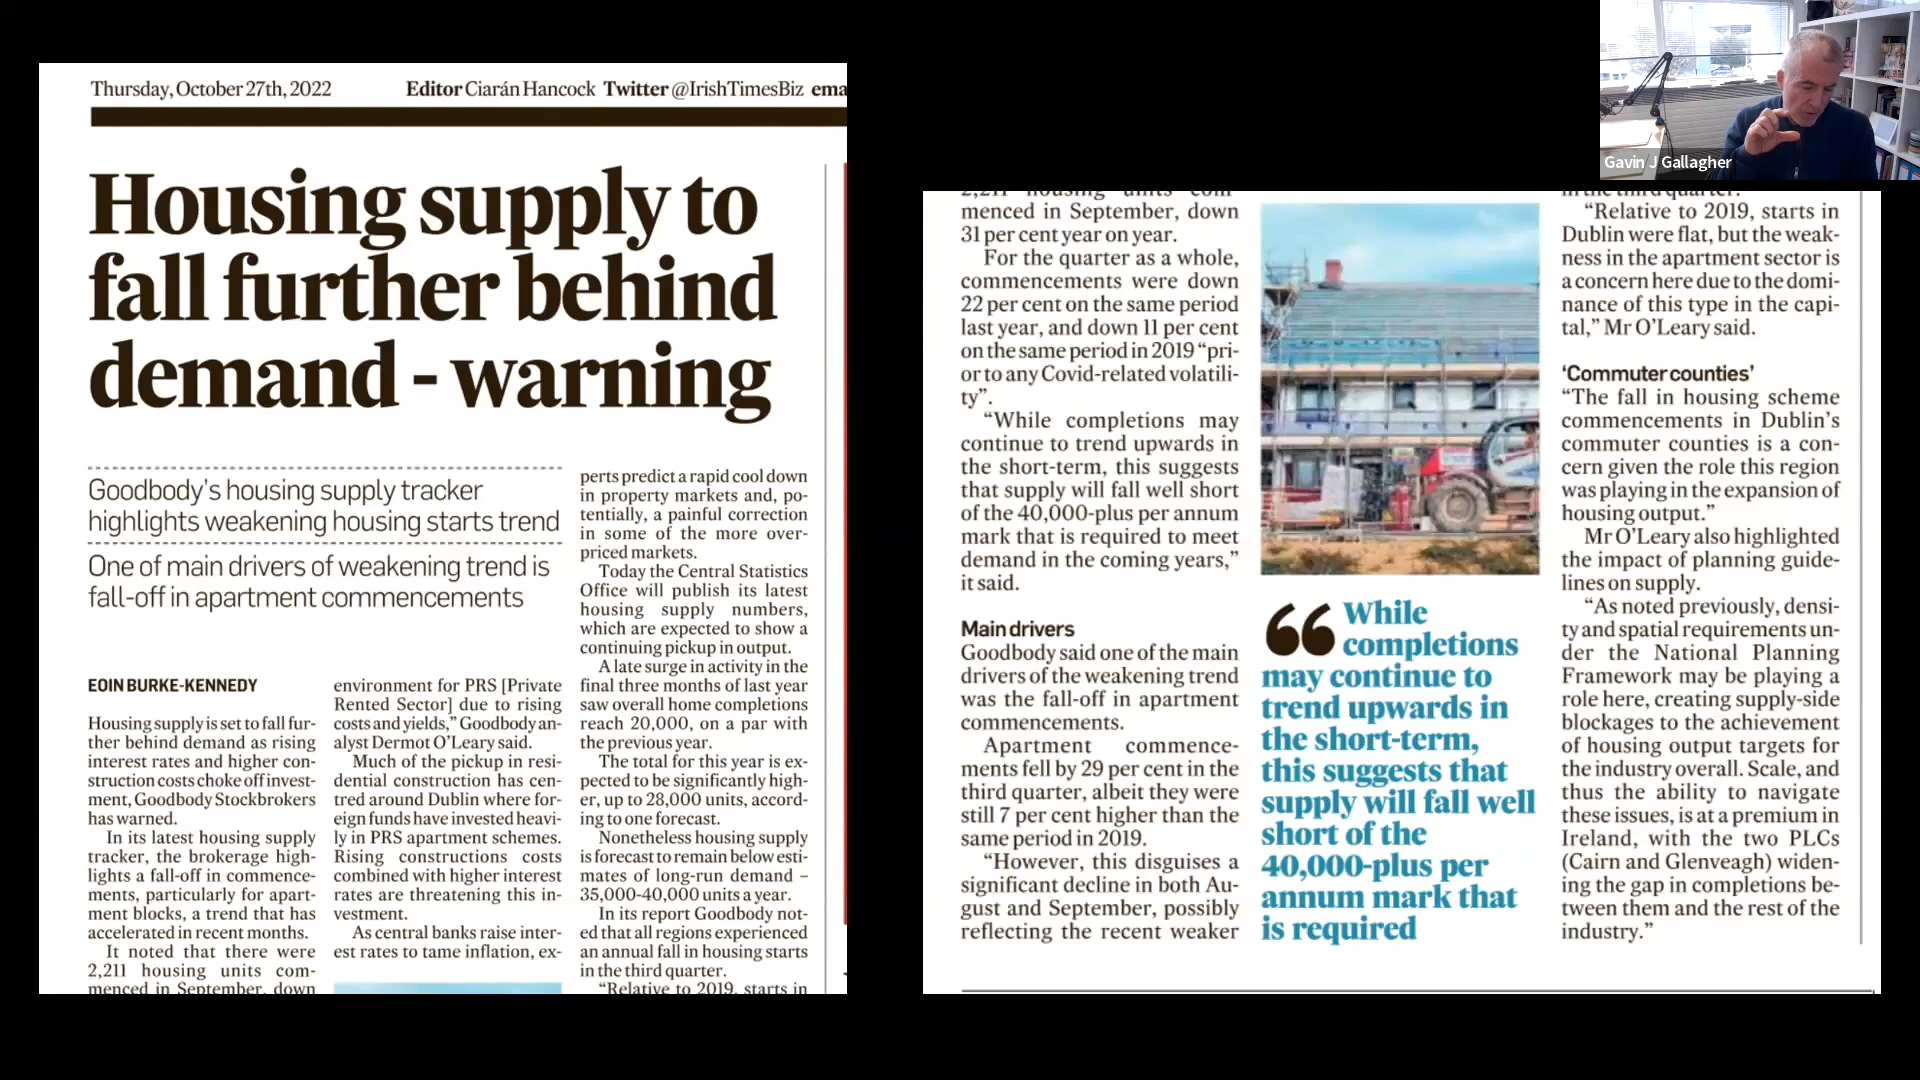 Thursday, October 27th, 2022
Editor Ciarán Hancock Twitter @IrishTimesBiz ema
Housing supply to
fall further behind
demand - warning
Goodbody's housing supply tracker
highlights weakening housing starts trend
One of main drivers of weakening trend is
fall-off in apartment commencements
EOIN BURKE-KENNEDY
Housing supply is set to fall fur-
ther behind demand as rising
interest rates and higher con-
struction costs choke off invest-
ment, Goodbody Stockbrokers
has warned.
In its latest housing supply
tracker, the brokerage high-
lights a fall-off in commence-
ments, particularly for apart-
ment blocks, a trend that has
accelerated in recent months.
It noted that there were
2,211 housing units com-
menced in September, down
environment for PRS [Private
Rented Sector] due to rising
costs and yields,” Goodbody an-
alyst Dermot O’Leary said.
Much of the pickup in resi-
dential construction has cen-
tred around Dublin where for-
eign funds have invested heavi-
ly in PRS apartment schemes.
Rising constructions costs
combined with higher interest
rates are threatening this in-
vestment.
As central banks raise inter-
est rates to tame inflation, ex-
perts predict a rapid cool down
in property markets and, po-
tentially, a painful correction
in some of the more over-
priced markets.
Today the Central Statistics
Office will publish its latest
housing supply numbers,
which are expected to show a
continuing pickup in output.
A late surge in activity in the
final three months of last year
saw overall home completions
reach 20,000, on a par with
the previous year.
The total for this year is ex-
pected to be significantly high-
er, up to 28,000 units, accord-
ing to one forecast.
Nonetheless housing supply
is forecast to remain below esti-
mates of long-run demand –
35,000-40,000 units a year.
In its report Goodbody not-
ed that all regions experienced
an annual fall in housing starts
in the third quarter.
“Relative to 2019, starts in
2,211 housing units com-
menced in September, down
31 per cent year on year.
For the quarter as a whole,
commencements were down
22 per cent on the same period
last year, and down 11 per cent
on the same period in 2019 “pri-
or to any Covid-related volatili-
ty”.
“While completions may
continue to trend upwards in
the short-term, this suggests
that supply will fall well short
of the 40,000-plus per annum
mark that is required to meet
demand in the coming years,”
it said.
Main drivers
Goodbody said one of the main
drivers of the weakening trend
was the fall-off in apartment
commencements.
Apartment commence-
ments fell by 29 per cent in the
third quarter, albeit they were
still 7 per cent higher than the
same period in 2019.
“However, this disguises a
significant decline in both Au-
gust and September, possibly
reflecting the recent weaker
“ While
completions
may continue to
trend upwards in
the short-term,
this suggests that
supply will fall well
short of the
40,000-plus per
annum mark that
is required
in the third quarter.
“Relative to 2019, starts in
Dublin were flat, but the weak-
ness in the apartment sector is
a concern here due to the domi-
nance of this type in the capi-
tal,” Mr O’Leary said.
‘Commuter counties’
“The fall in housing scheme
commencements in Dublin’s
commuter counties is a con-
cern given the role this region
was playing in the expansion of
housing output.”
Mr O’Leary also highlighted
the impact of planning guide-
lines on supply.
“As noted previously, densi-
ty and spatial requirements un-
der the National Planning
Framework may be playing a
role here, creating supply-side
blockages to the achievement
of housing output targets for
the industry overall. Scale, and
thus the ability to navigate
these issues, is at a premium in
Ireland, with the two PLCs
(Cairn and Glenveagh) widen-
ing the gap in completions be-
tween them and the rest of the
industry.”
Gavin J Gallagher